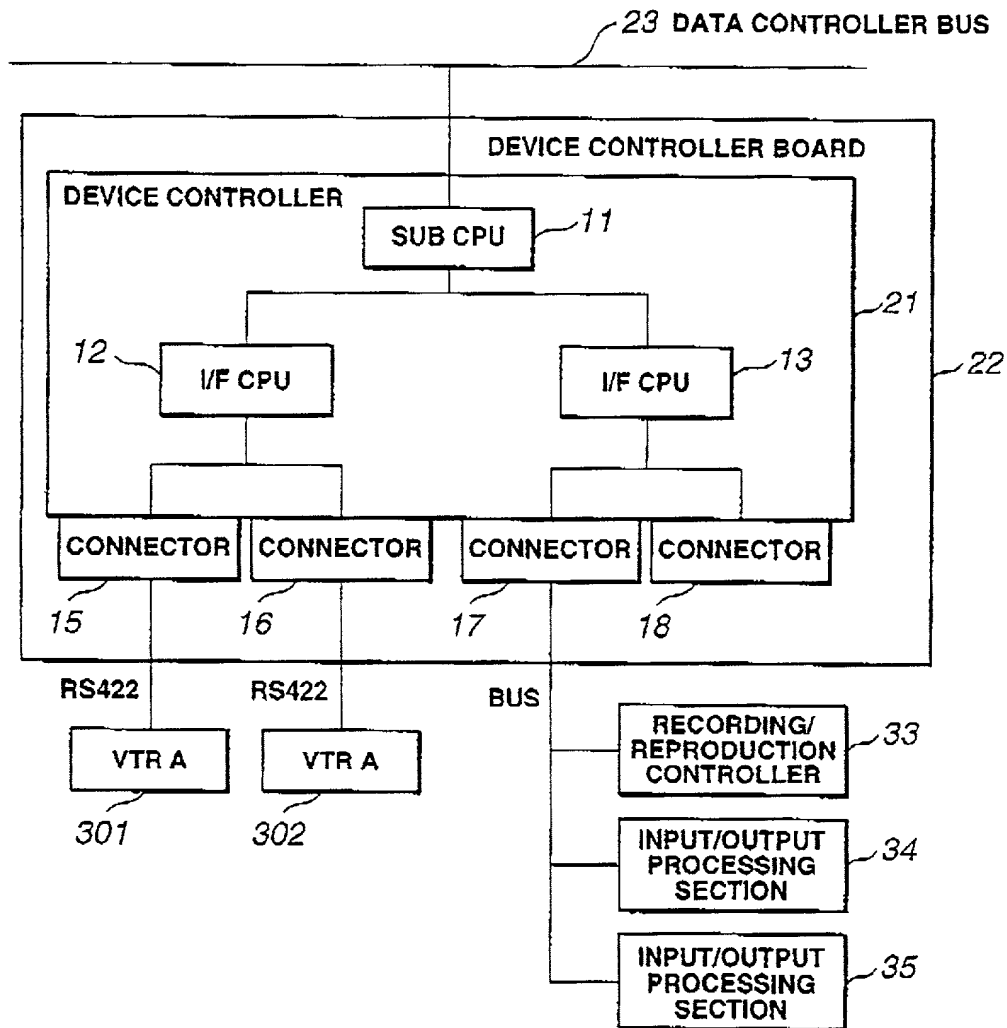 23 DATA CONTROLLER BUS
DEVICE CONTROLLER BOARD
DEVICE CONTROLLER
SUB CPU
11
21
12
I/F CPU
I/F CPU
13
22
CONNECTOR
CONNECTOR
CONNECTOR
CONNECTOR
15
16
17
18
RS422
RS422
BUS
VTR A
VTR A
301
302
RECORDING/
REPRODUCTION
CONTROLLER
33
INPUT/OUTPUT
PROCESSING
SECTION
34
INPUT/OUTPUT
PROCESSING
SECTION
35